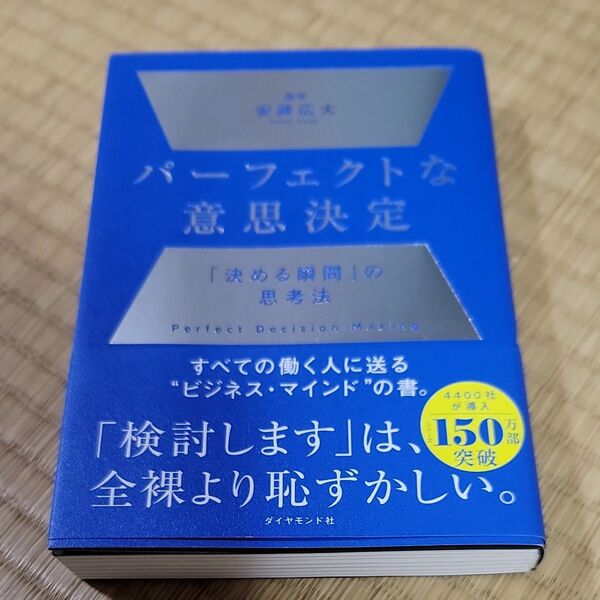 安藤広大
パーフェクトな
意思決定
「決める瞬間」の
思考法
Perfect Decision Making
すべての働く人に送る
“ビジネス・マインド”の書。
「検討します」は、
全裸より恥ずかしい。
4400社
が導入
シリーズ
150万部
突破
ダイヤモンド社